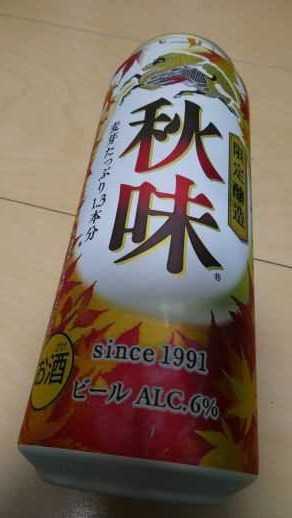 限定醸造
秋味
麦芽たっぷり1.3本分
since 1991
お酒
ビール ALC.6%